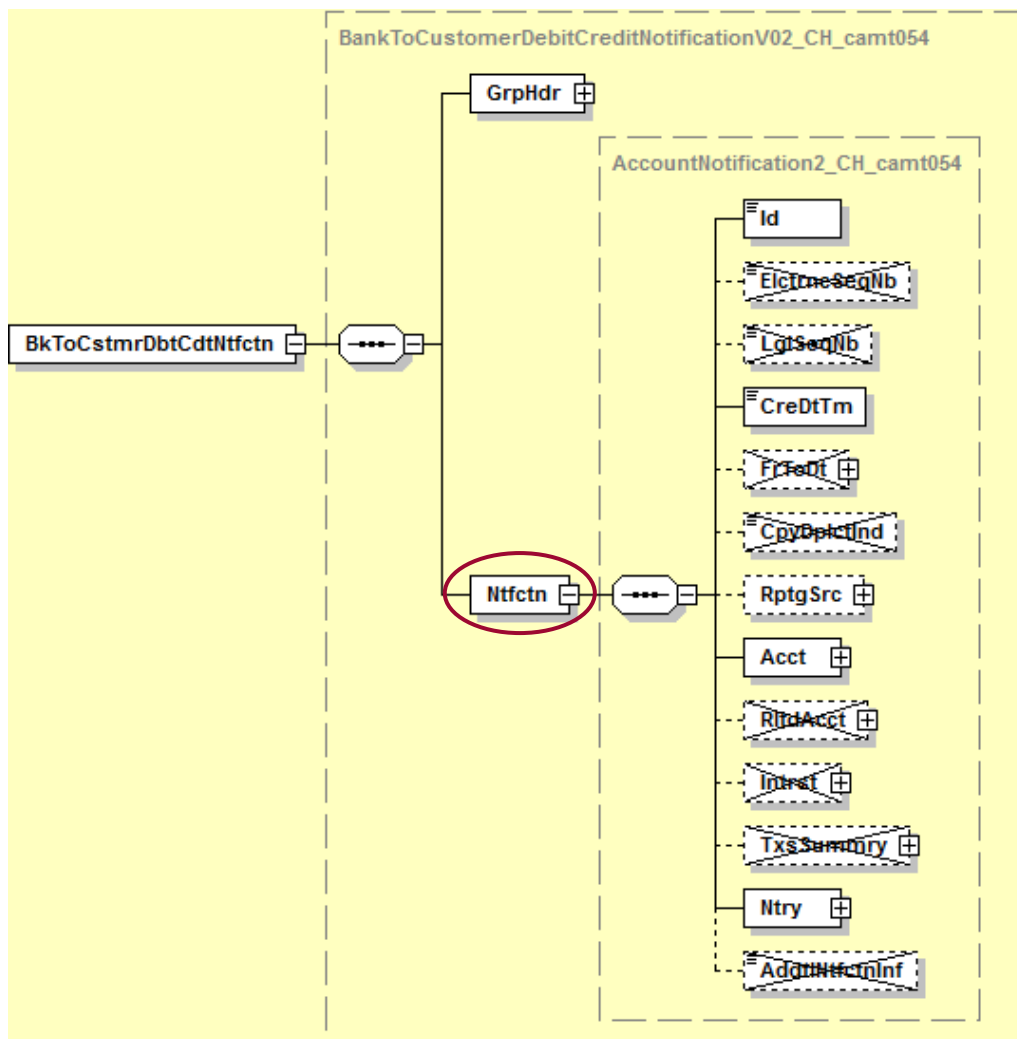 BankToCustomerDebitCreditNotificationV02_CH_camt054
GrpHdr
AccountNotification2_CH_camt054
Id
ElctrncSeqNb
LglSeqNb
BkToCstmrDbtCdtNtfctn
CreDtTm
FrToDt
CpyDplctInd
Ntfctn
RptgSrc
Acct
RltdAcct
Intrst
TxsSummry
Ntry
AddtlNtfctnInf